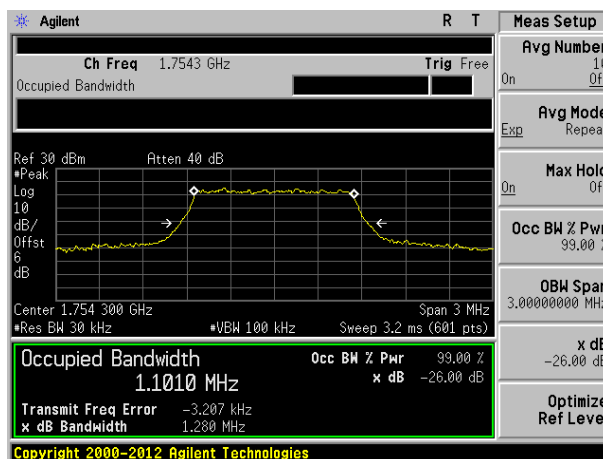 Agilent R T
Ch Freq 1.7543 GHz Trig Free
Occupied Bandwidth
Ref 30 dBm Atten 40 dB
#Peak
Log
10
dB/
Offst
6
dB
Center 1.754 300 GHz Span 3 MHz
#Res BW 30 kHz #VBW 100 kHz Sweep 3.2 ms (601 pts)
Occupied Bandwidth Occ BW % Pwr 99.00 %
1.1010 MHz x dB -26.00 dB
Transmit Freq Error -3.207 kHz
x dB Bandwidth 1.280 MHz
Copyright 2000-2012 Agilent Technologies
Meas Setup
Avg Number
On
Avg Mode
Exp Repea
Max Hold
On
Occ BW % Pwr
99.00
OBW Span
3.00000000 MHz
x dB
-26.00 dB
Optimize
Ref Level